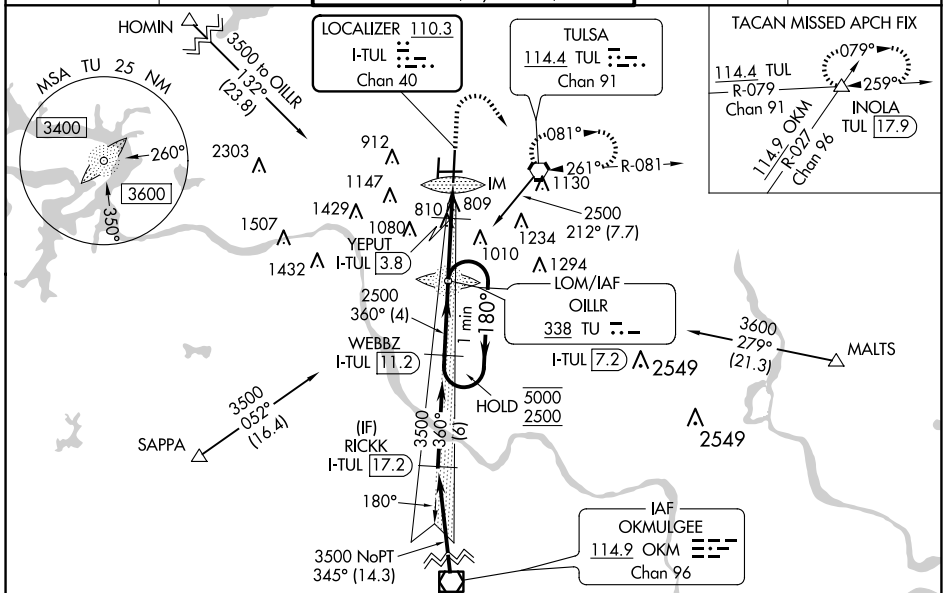 HOMIN
3500 to OILLR
132°
(23.8)
MSA TU 25 NM
3400
260°
3600
350°
LOCALIZER 110.3
I-TUL
Chan 40
TULSA
114.4 TUL
Chan 91
TACAN MISSED APCH FIX
079°
259°
114.4 TUL
R-079
Chan 91
INOLA
TUL 17.9
114.9 OKM
R-027
Chan 96
081°
261°
R-081
2303
912
IM
1130
1147
809
1429
810
1080
2500
212° (7.7)
1234
1507
1432
YEPUT
I-TUL 3.8
1010
1294
2500
360° (4)
1 min
180°
LOM/IAF
OILLR
338 TU
I-TUL 7.2
2549
3600
279°
(21.3)
MALTS
WEBBZ
I-TUL 11.2
HOLD
5000
2500
2549
3500
052°
(16.4)
SAPPA
3500
360°
(6)
(IF)
RICKK
I-TUL 17.2
180°
3500 NoPT
345° (14.3)
IAF
OKMULGEE
114.9 OKM
Chan 96